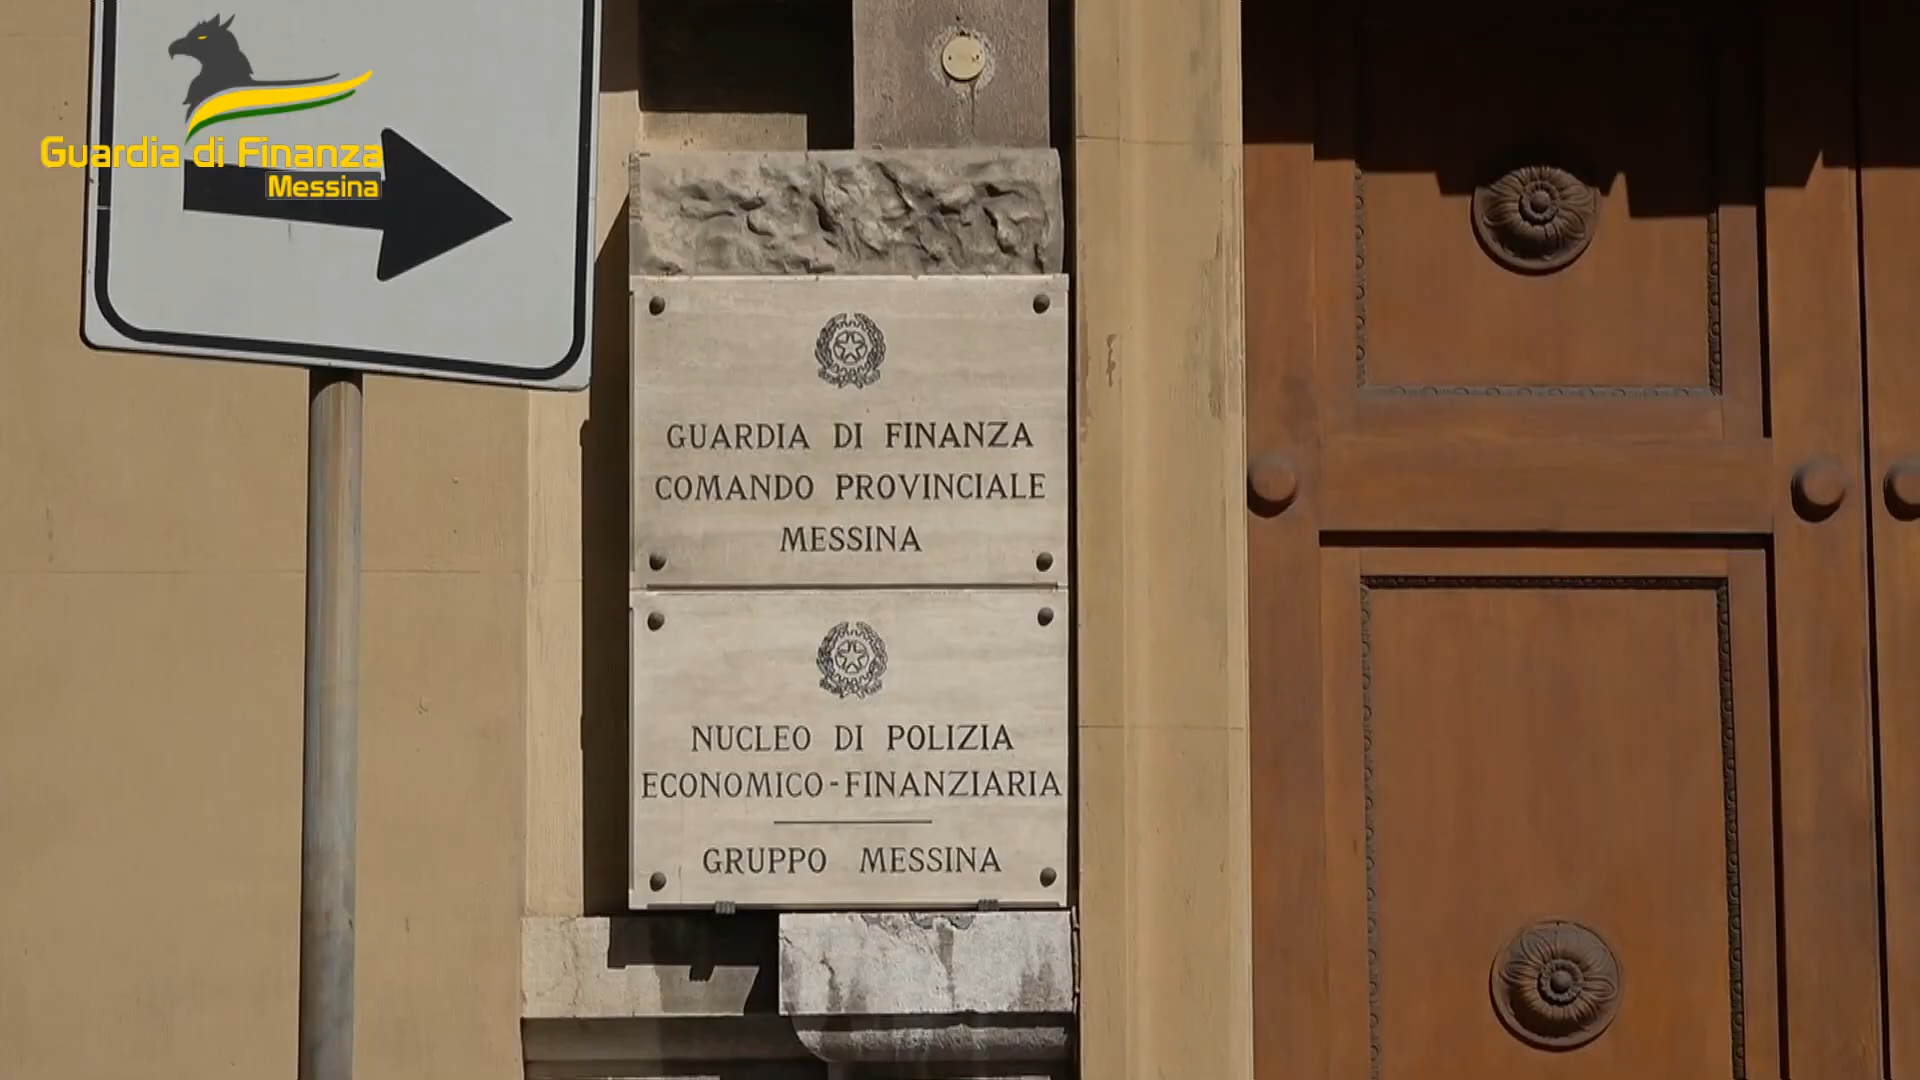 Guardia di Finanza
Messina
GUARDIA DI FINANZA
COMANDO PROVINCIALE
MESSINA
NUCLEO DI POLIZIA
ECONOMICO-FINANZIARIA
GRUPPO MESSINA